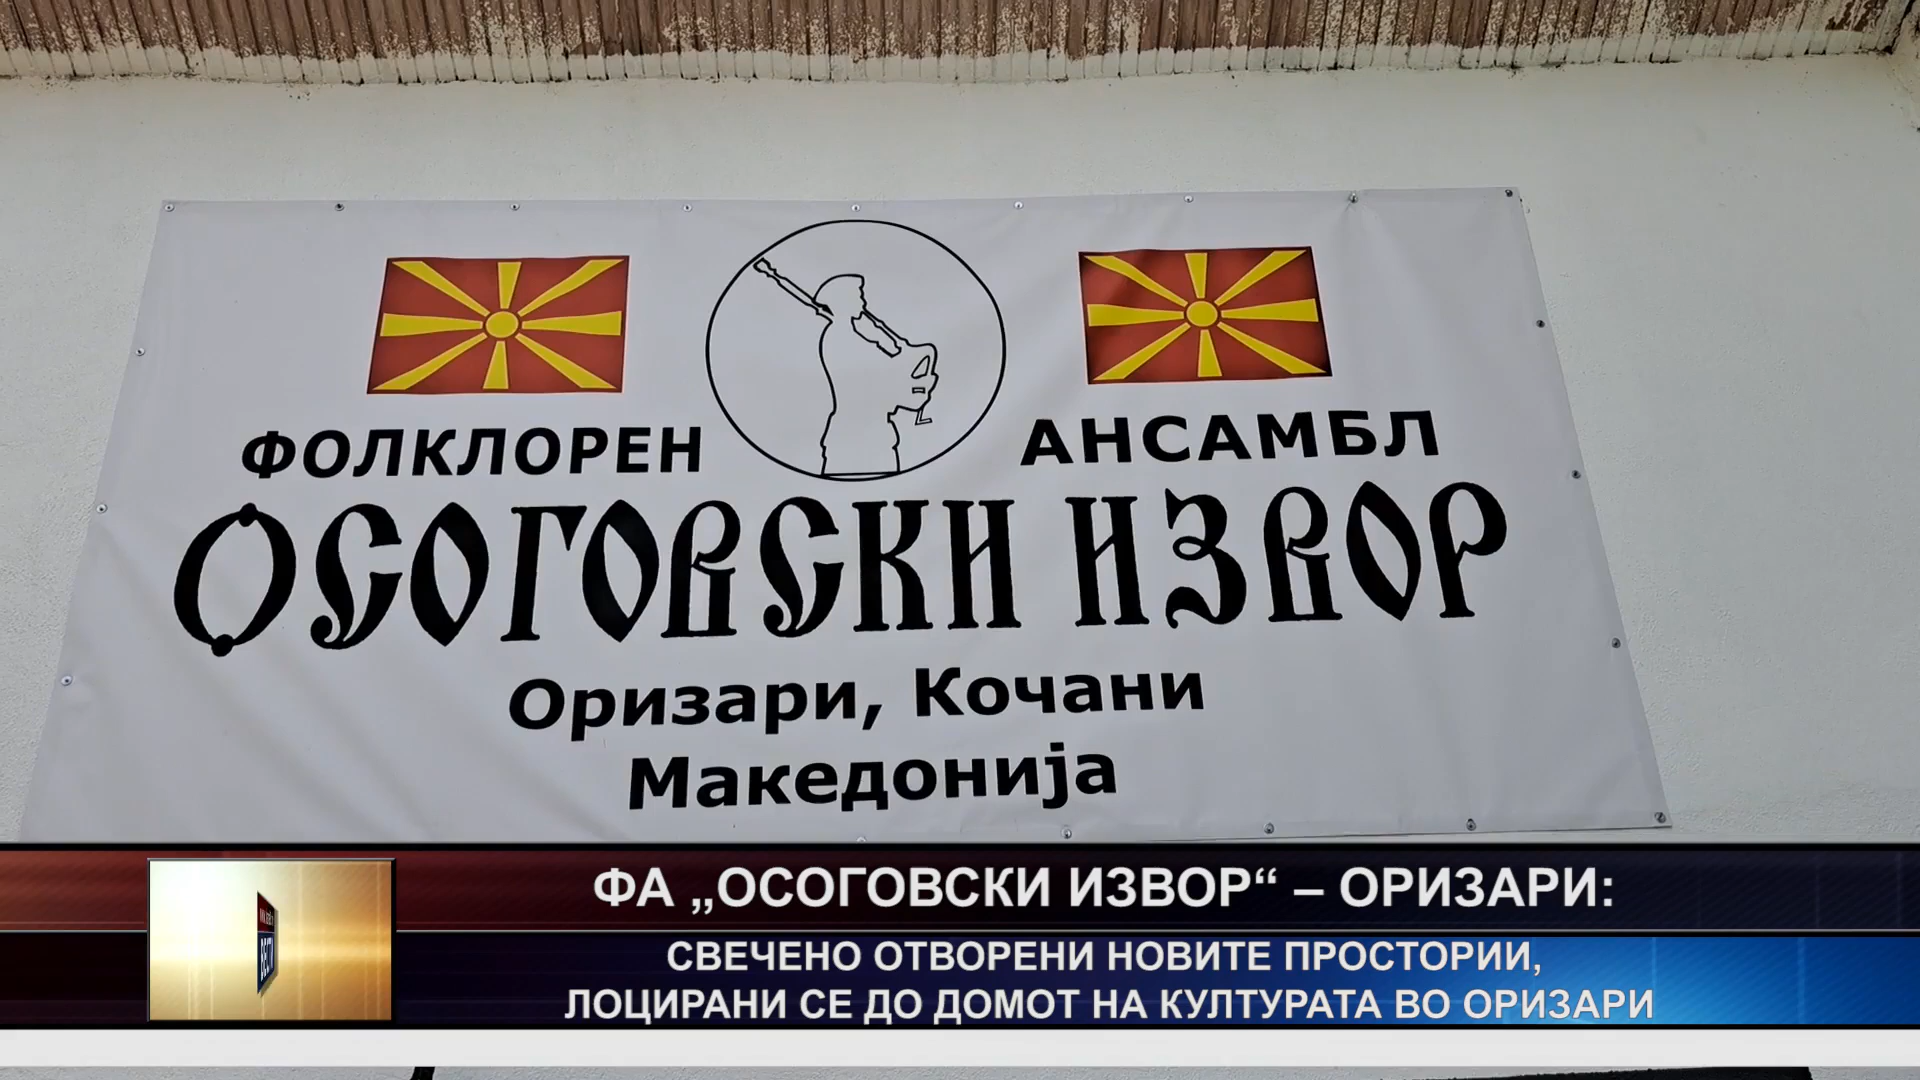 ФОЛКЛОРЕН АНСАМБЛ
ОСОГОВСКИ ИЗВОР
Оризари, Кочани
Македонија
ФА „ОСОГОВСКИ ИЗВОР“ – ОРИЗАРИ:
СВЕЧЕНО ОТВОРЕНИ НОВИТЕ ПРОСТОРИИ,
ЛОЦИРАНИ СЕ ДО ДОМОТ НА КУЛТУРАТА ВО ОРИЗАРИ
ВЕСТИ